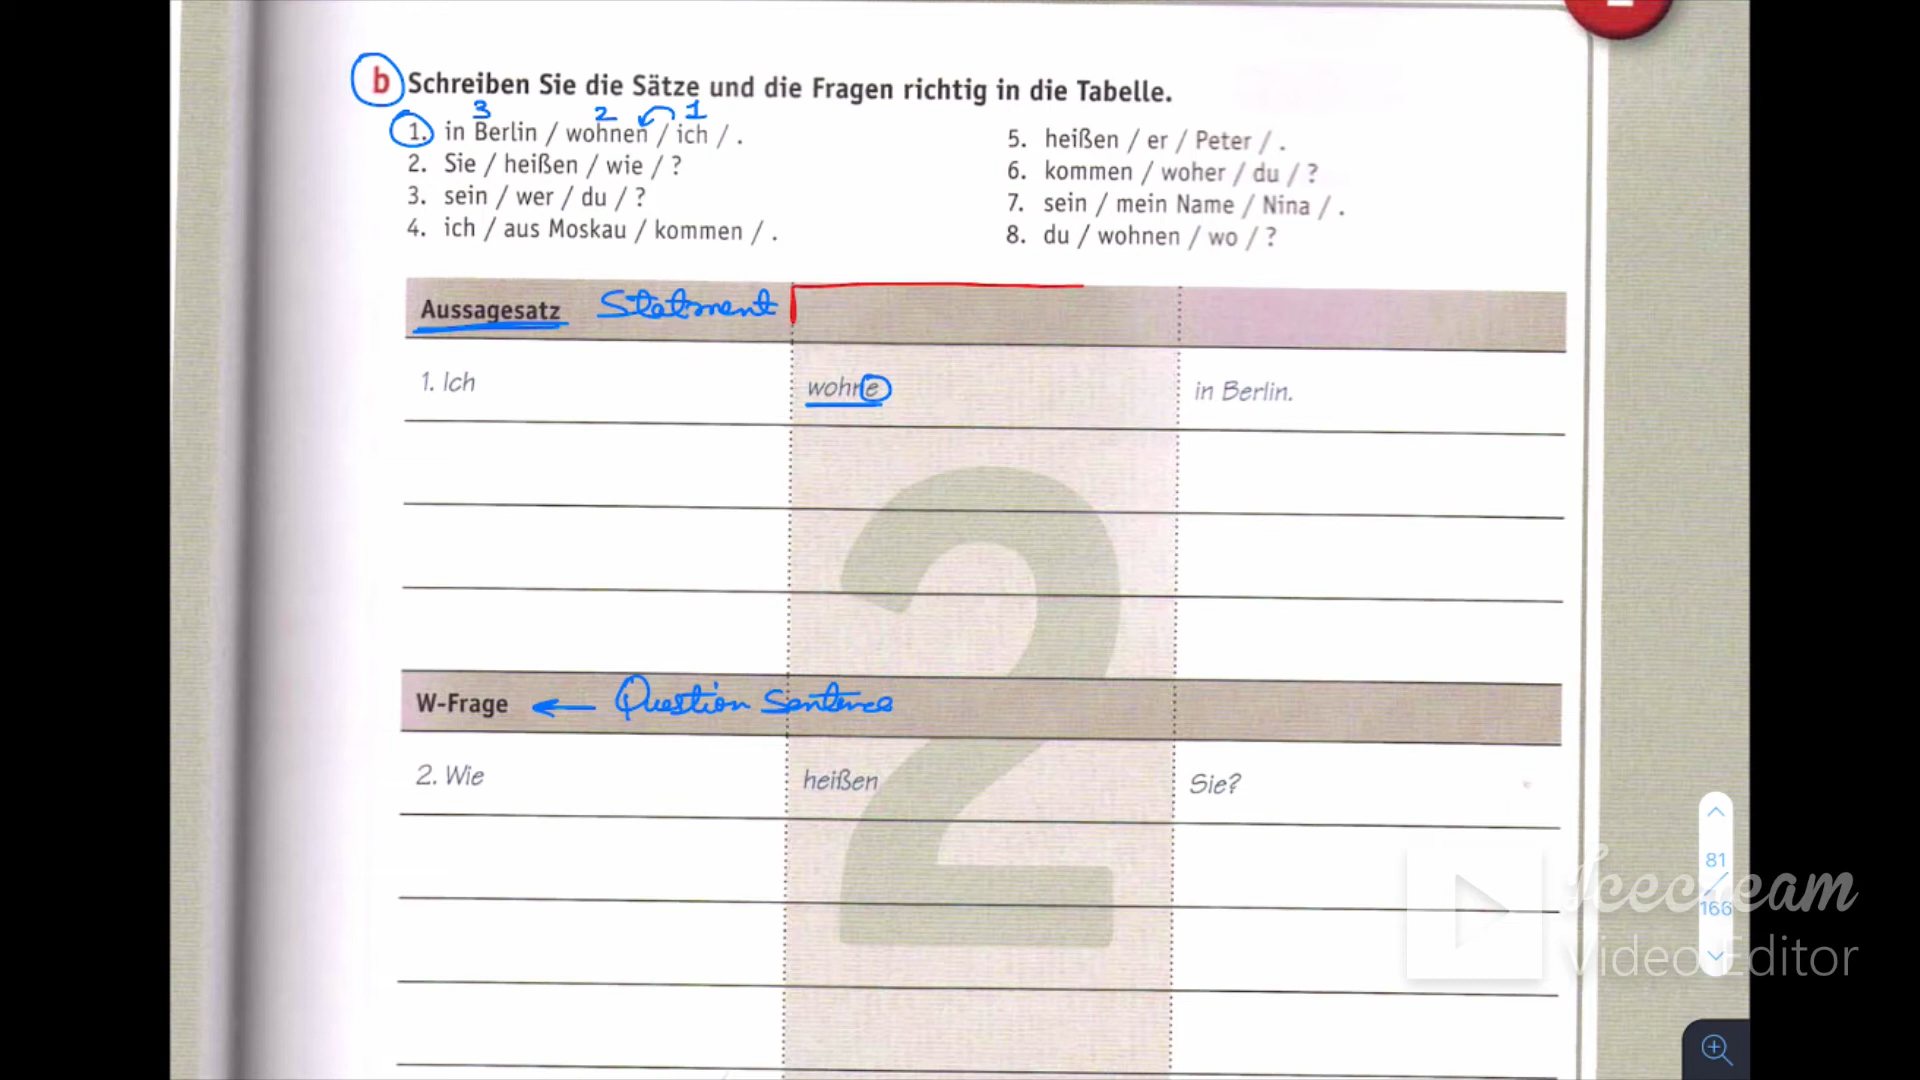 b Schreiben Sie die Sätze und die Fragen richtig in die Tabelle.
3 2 1
1. in Berlin / wohnen / ich / .
2. Sie / heißen / wie / ?
3. sein / wer / du / ?
4. ich / aus Moskau / kommen / .
5. heißen / er / Peter / .
6. kommen / woher / du / ?
7. sein / mein Name / Nina / .
8. du / wohnen / wo / ?
Aussagesatz Statment
1. Ich wohne in Berlin.
2
W-Frage ← Question Sentence
2. Wie heißen Sie?
81
166
Icecream
Video Editor